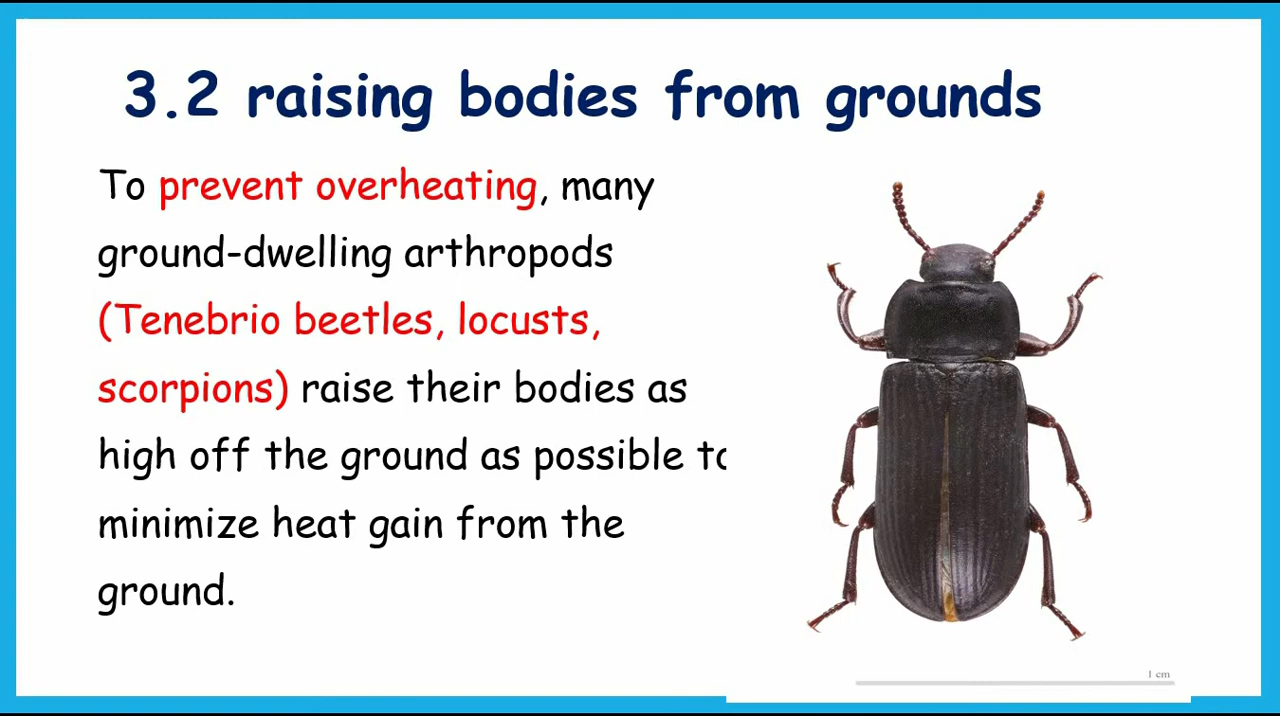 3.2 raising bodies from grounds
To prevent overheating, many
ground-dwelling arthropods
(Tenebrio beetles, locusts,
scorpions) raise their bodies as
high off the ground as possible to
minimize heat gain from the
ground.
1 cm